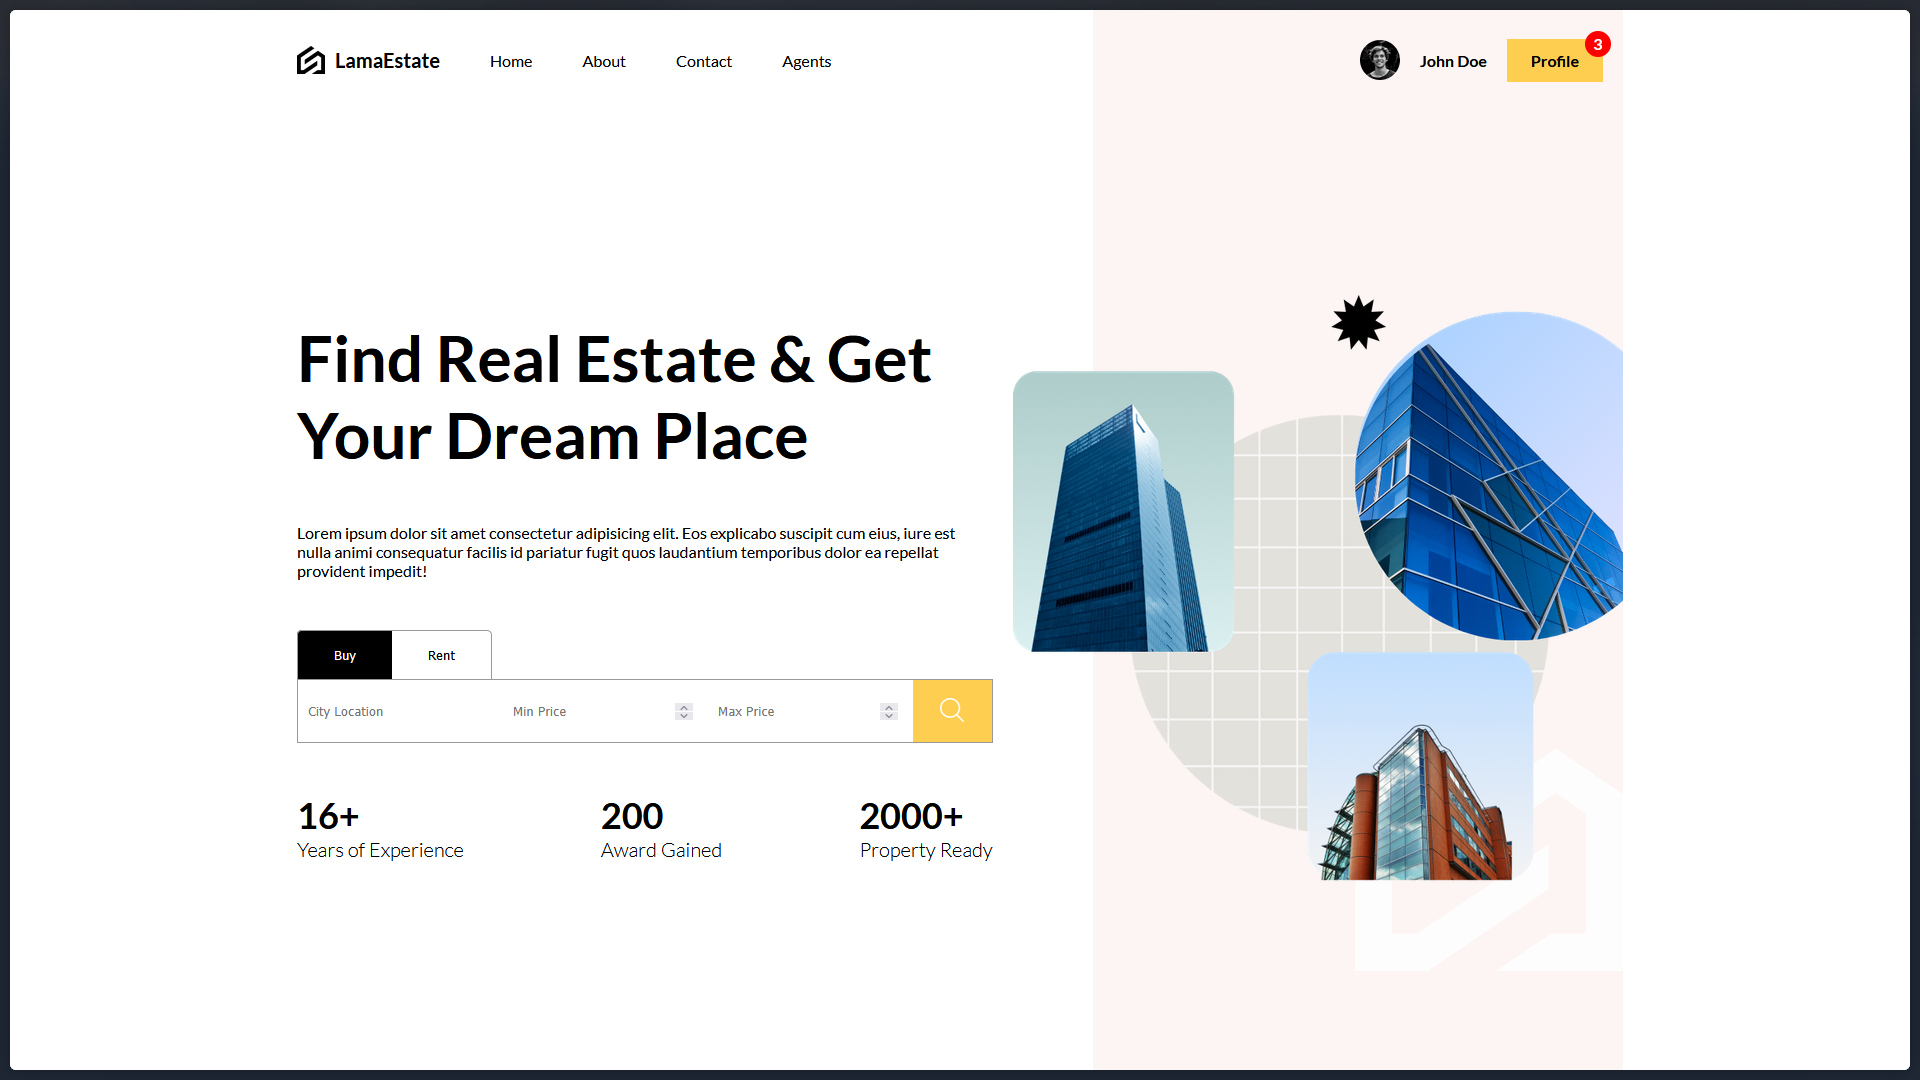 LamaEstate Home About Contact Agents John Doe Profile 3
Find Real Estate & Get
Your Dream Place
Lorem ipsum dolor sit amet consectetur adipisicing elit. Eos explicabo suscipit cum eius, iure est
nulla animi consequatur facilis id pariatur fugit quos laudantium temporibus dolor ea repellat
provident impedit!
Buy Rent
City Location Min Price Max Price
16+ 200 2000+
Years of Experience Award Gained Property Ready